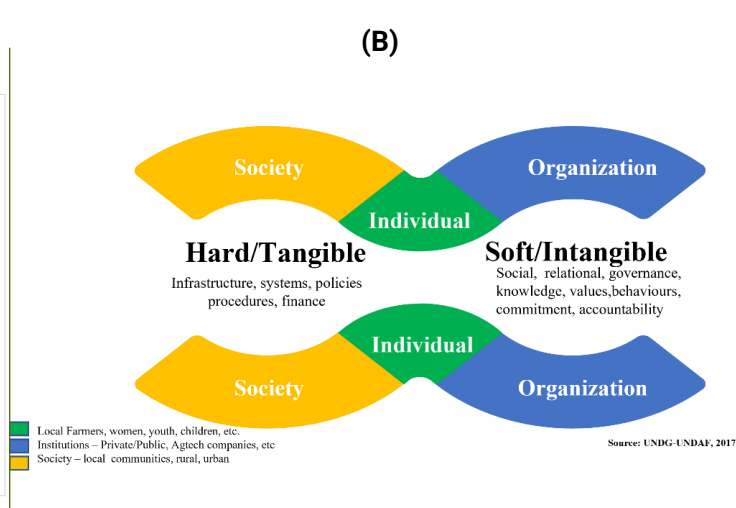 (B)
Society
Organization
Individual
Hard/Tangible
Infrastructure, systems, policies
procedures, finance
Soft/Intangible
Social, relational, governance,
knowledge, values,behaviours,
commitment, accountability
Individual
Society
Organization
Local Farmers, women, youth, children, etc.
Institutions – Private/Public, Agtech companies, etc
Society – local communities, rural, urban
Source: UNDG-UNDAF, 2017